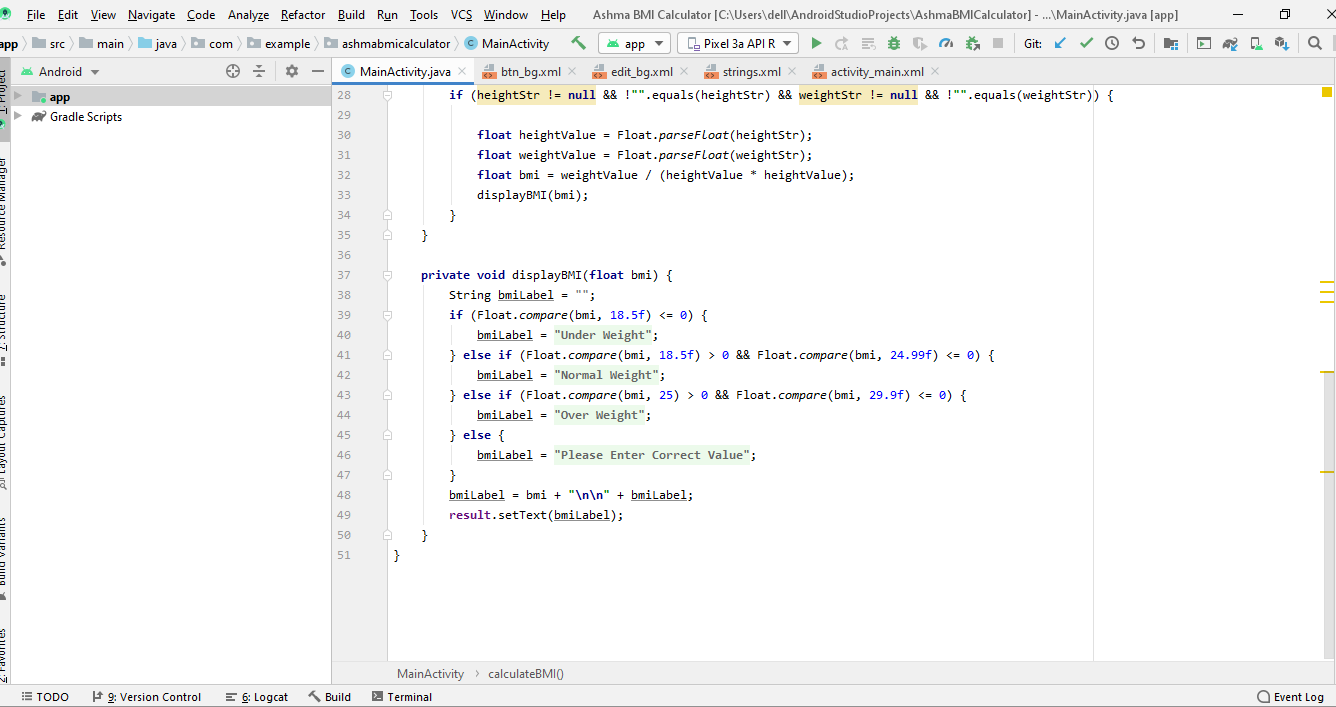 File Edit View Navigate Code Analyze Refactor Build Run Tools VCS Window Help Ashma BMI Calculator [C:\Users\dell\AndroidStudioProjects\AshmaBMICalculator] - ...\MainActivity.java [app]
app src main java com example ashmabmicalculator MainActivity app Pixel 3a API R Git:
Android MainActivity.java btn_bg.xml edit_bg.xml strings.xml activity_main.xml
app
Gradle Scripts
1: Project
Resource Manager
Z: Structure
Layout Captures
Build Variants
2: Favorites
28 if (heightStr != null && !"".equals(heightStr) && weightStr != null && !"".equals(weightStr)) {
29
30 float heightValue = Float.parseFloat(heightStr);
31 float weightValue = Float.parseFloat(weightStr);
32 float bmi = weightValue / (heightValue * heightValue);
33 displayBMI(bmi);
34 }
35 }
36
37 private void displayBMI(float bmi) {
38 String bmiLabel = "";
39 if (Float.compare(bmi, 18.5f) <= 0) {
40 bmiLabel = "Under Weight";
41 } else if (Float.compare(bmi, 18.5f) > 0 && Float.compare(bmi, 24.99f) <= 0) {
42 bmiLabel = "Normal Weight";
43 } else if (Float.compare(bmi, 25) > 0 && Float.compare(bmi, 29.9f) <= 0) {
44 bmiLabel = "Over Weight";
45 } else {
46 bmiLabel = "Please Enter Correct Value";
47 }
48 bmiLabel = bmi + "\n\n" + bmiLabel;
49 result.setText(bmiLabel);
50 }
51 }
MainActivity › calculateBMI()
TODO 9: Version Control 6: Logcat Build Terminal Event Log